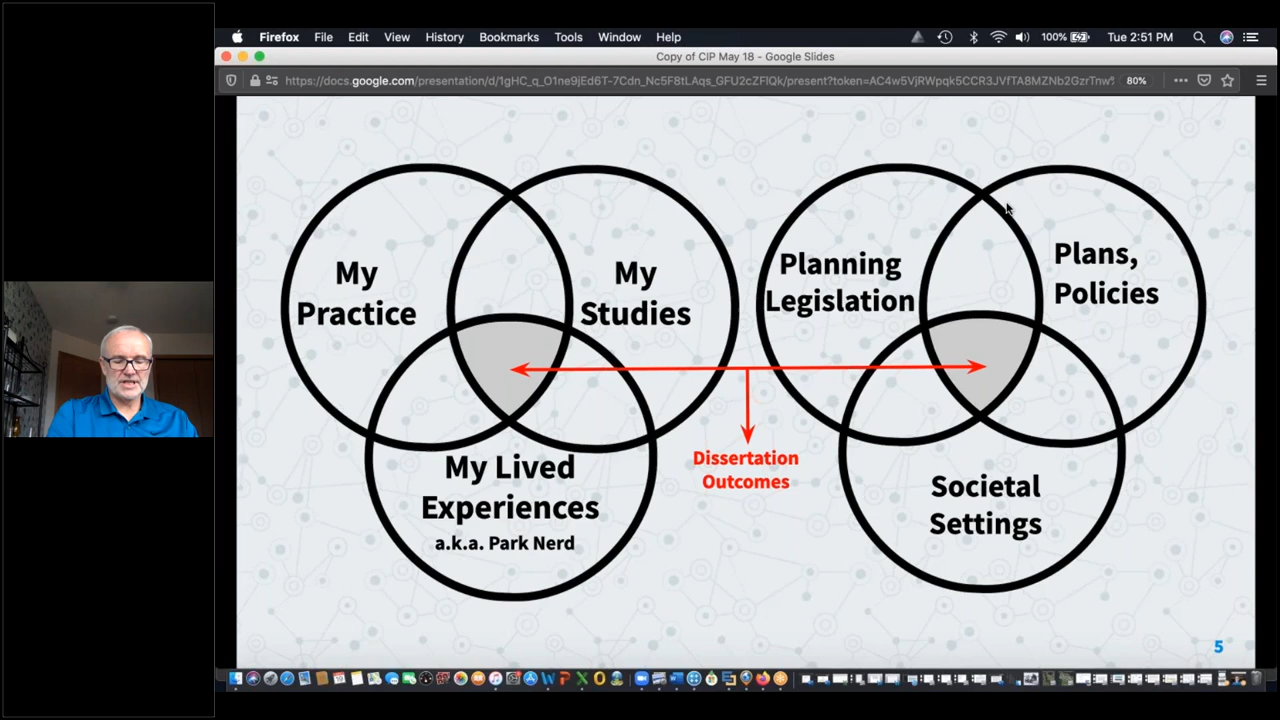 Firefox File Edit View History Bookmarks Tools Window Help 100% Tue 2:51 PM
Copy of CIP May 18 - Google Slides
80%
My
Practice
My
Studies
My Lived
Experiences
a.k.a. Park Nerd
Planning
Legislation
Plans,
Policies
Societal
Settings
Dissertation
Outcomes
5